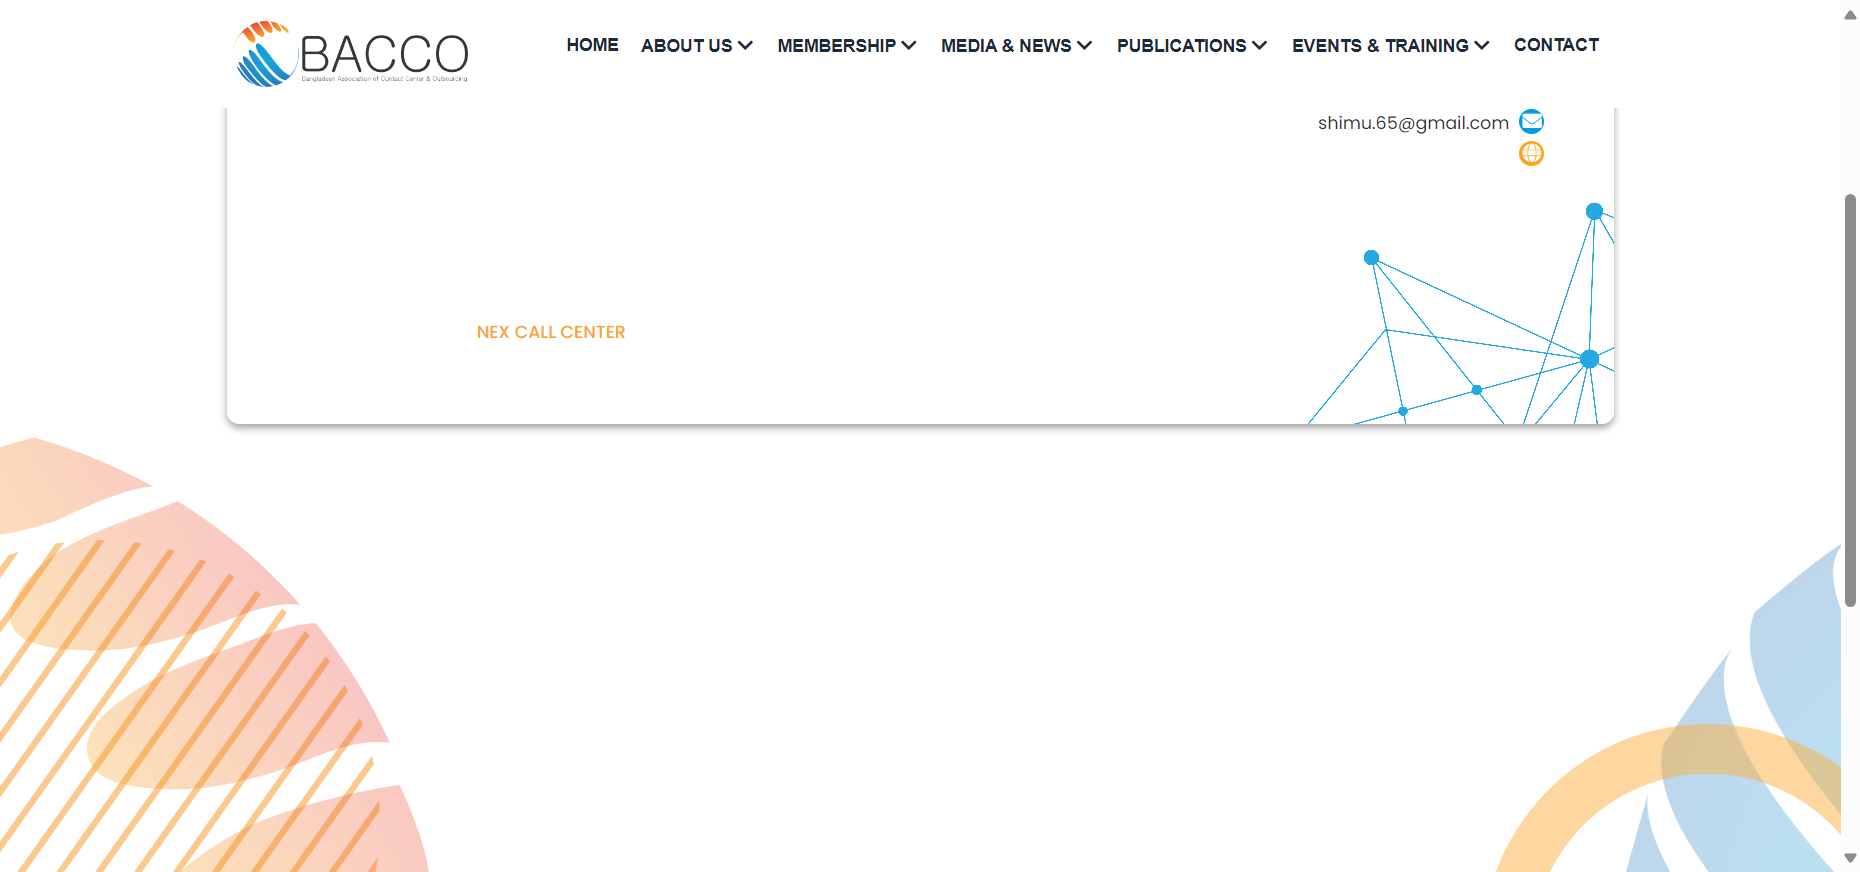 BACCO
Bangladesh Association of Contact Center & Outsourcing
HOME
ABOUT US
MEMBERSHIP
MEDIA & NEWS
PUBLICATIONS
EVENTS & TRAINING
CONTACT
shimu.65@gmail.com
NEX CALL CENTER